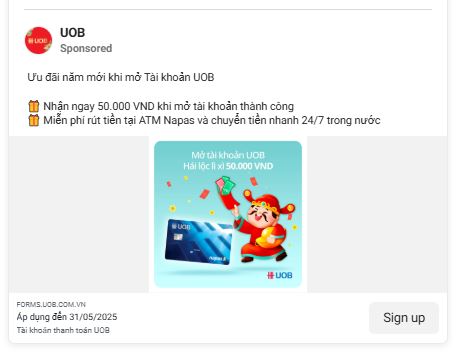 UOB
UOB
Sponsored
Ưu đãi năm mới khi mở Tài khoản UOB
🎁 Nhận ngay 50.000 VND khi mở tài khoản thành công
🎁 Miễn phí rút tiền tại ATM Napas và chuyển tiền nhanh 24/7 trong nước
Mở tài khoản UOB
Hái lộc lì xì 50.000 VND
UOB
napas
UOB
FORMS.UOB.COM.VN
Áp dụng đến 31/05/2025
Tài khoản thanh toán UOB
Sign up